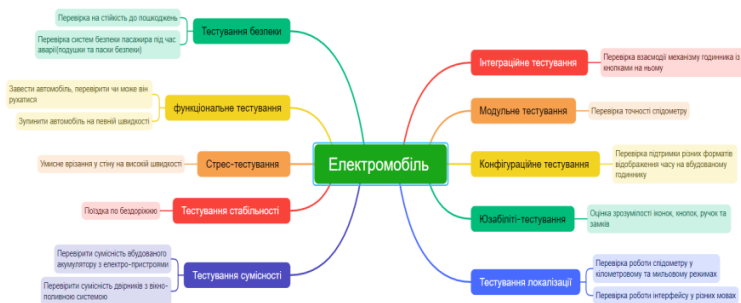 Перевірка на стійкість до пошкоджень
Перевірка систем безпеки пасажира під час
аварії(подушки та паски безпеки)
Тестування безпеки
Завести автомобіль, перевірити чи може він
рухатися
Зупинити автомобіль на певній швидкості
функціональне тестування
Умисне врізання у стіну на високій швидкості
Стрес-тестування
Поїздка по бездоріжжю
Тестування стабільності
Перевірити сумісність вбудованого
акумулятору з електро-пристроями
Перевірити сумісність двірників з вікно-
поливною системою
Тестування сумісності
Електромобіль
Інтеграційне тестування
Перевірка взаємодії механізму годинника із
кнопками на ньому
Модульне тестування
Перевірка точності спідометру
Конфігураційне тестування
Перевірка підтримки різних форматів
відображення часу на вбудованому
годиннику
Юзабіліті-тестування
Оцінка зрозумілості іконок, кнопок, ручок та
замків
Тестування локалізації
Перевірка роботи спідометру у
кілометровому та мильовому режимах
Перевірка роботи інтерфейсу у різних мовах